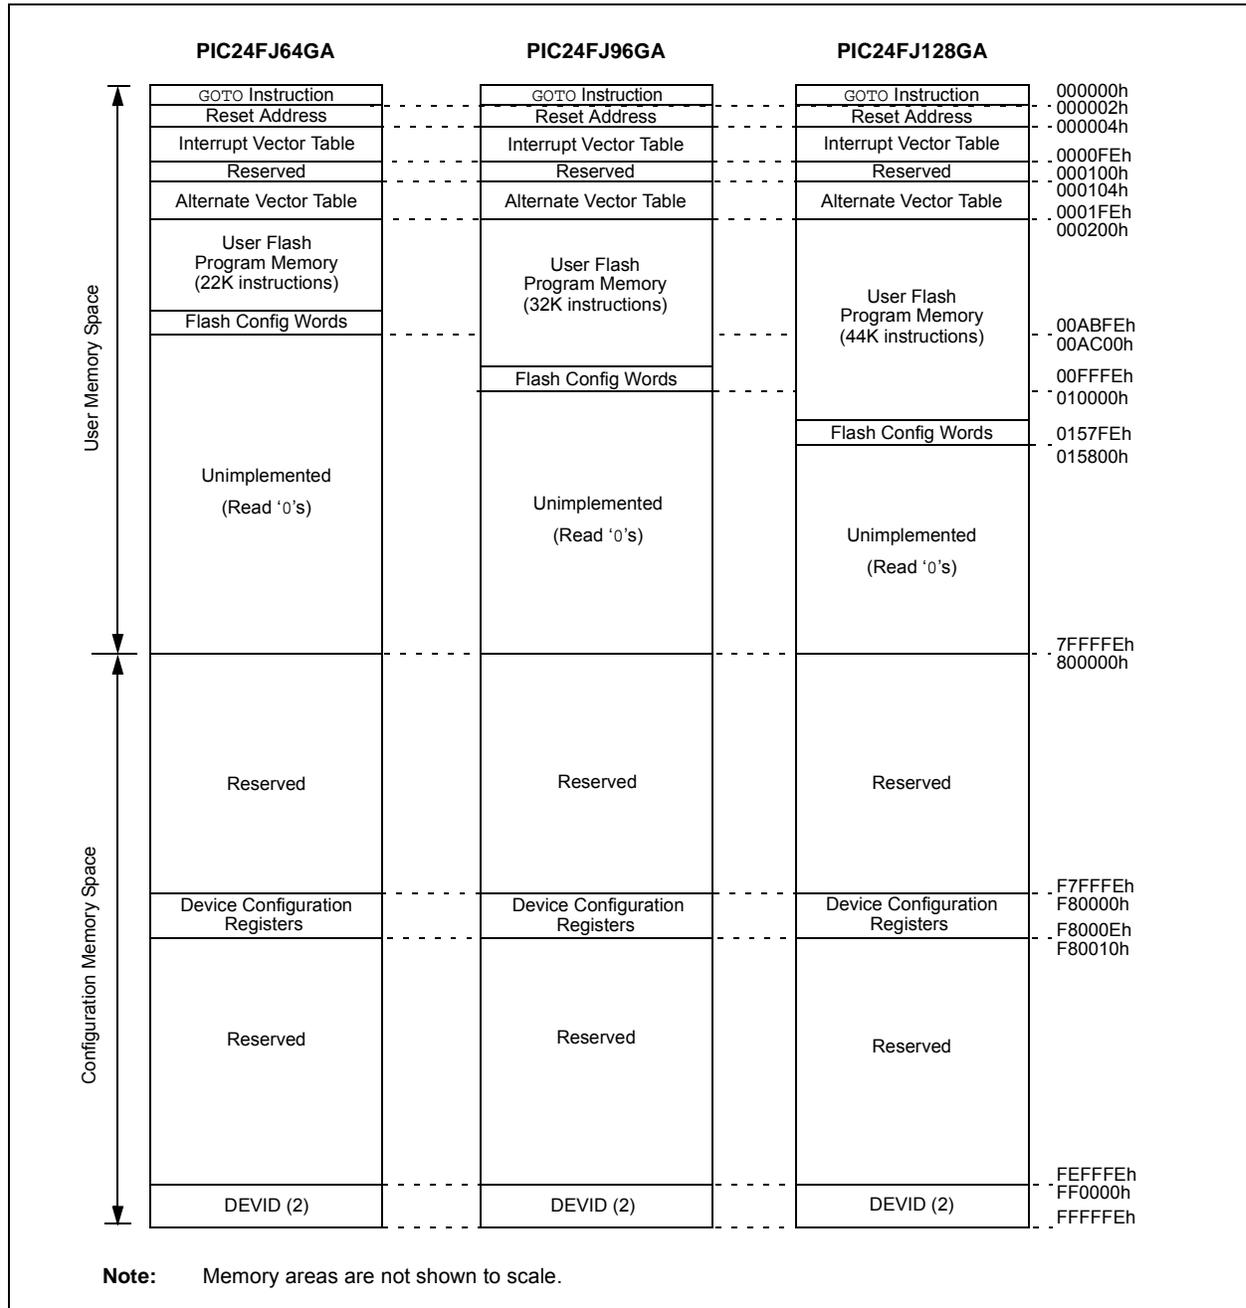 PIC24FJ64GA
PIC24FJ96GA
PIC24FJ128GA
User Memory Space
Configuration Memory Space
GOTO Instruction
Reset Address
Interrupt Vector Table
Reserved
Alternate Vector Table
User Flash
Program Memory
(22K instructions)
Flash Config Words
Unimplemented
(Read ‘0’s)
Reserved
Device Configuration
Registers
Reserved
DEVID (2)
GOTO Instruction
Reset Address
Interrupt Vector Table
Reserved
Alternate Vector Table
User Flash
Program Memory
(32K instructions)
Flash Config Words
Unimplemented
(Read ‘0’s)
Reserved
Device Configuration
Registers
Reserved
DEVID (2)
GOTO Instruction
Reset Address
Interrupt Vector Table
Reserved
Alternate Vector Table
User Flash
Program Memory
(44K instructions)
Flash Config Words
Unimplemented
(Read ‘0’s)
Reserved
Device Configuration
Registers
Reserved
DEVID (2)
000000h
000002h
000004h
0000FEh
000100h
000104h
0001FEh
000200h
00ABFEh
00AC00h
00FFFEh
010000h
0157FEh
015800h
7FFFFEh
800000h
F7FFFEh
F80000h
F8000Eh
F80010h
FEFFFEh
FF0000h
FFFFFEh
Note: Memory areas are not shown to scale.